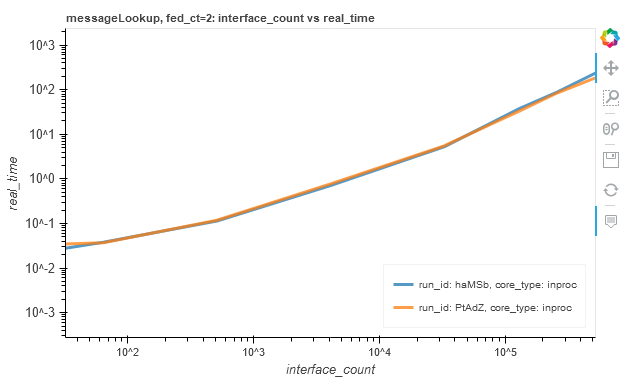 messageLookup, fed_ct=2: interface_count vs real_time
10^3
10^2
10^1
10^0
10^-1
10^-2
10^-3
real_time
run_id: haMSb, core_type: inproc
run_id: PtAdZ, core_type: inproc
10^2
10^3
10^4
10^5
interface_count